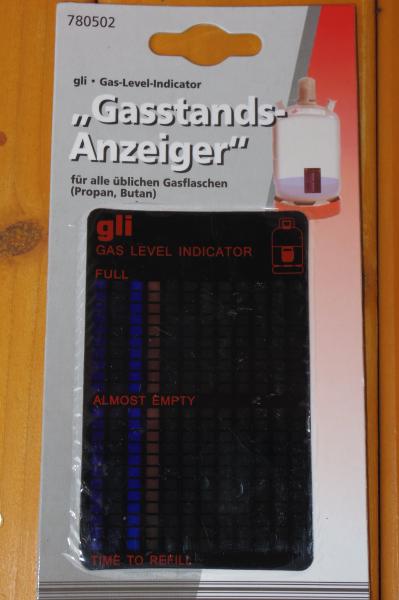 780502
gli • Gas-Level-Indicator
„Gasstands-
Anzeiger"
für alle üblichen Gasflaschen
(Propan, Butan)
gli
GAS LEVEL INDICATOR
FULL
ALMOST EMPTY
TIME TO REFILL